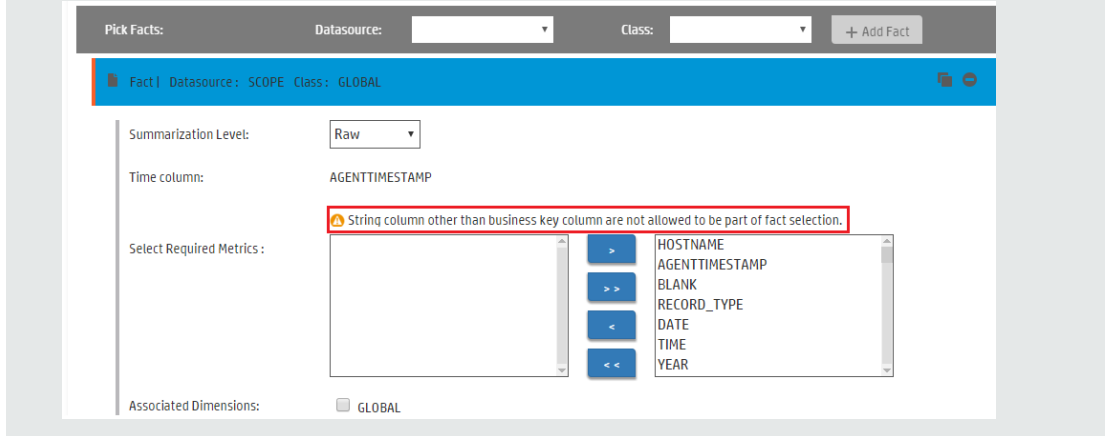 Pick Facts: Datasource: Class: + Add Fact
Fact| Datasource: SCOPE Class: GLOBAL
Summarization Level: Raw
Time column: AGENTTIMESTAMP
String column other than business key column are not allowed to be part of fact selection.
Select Required Metrics :
>
>>
<
<<
HOSTNAME
AGENTTIMESTAMP
BLANK
RECORD_TYPE
DATE
TIME
YEAR
Associated Dimensions: GLOBAL